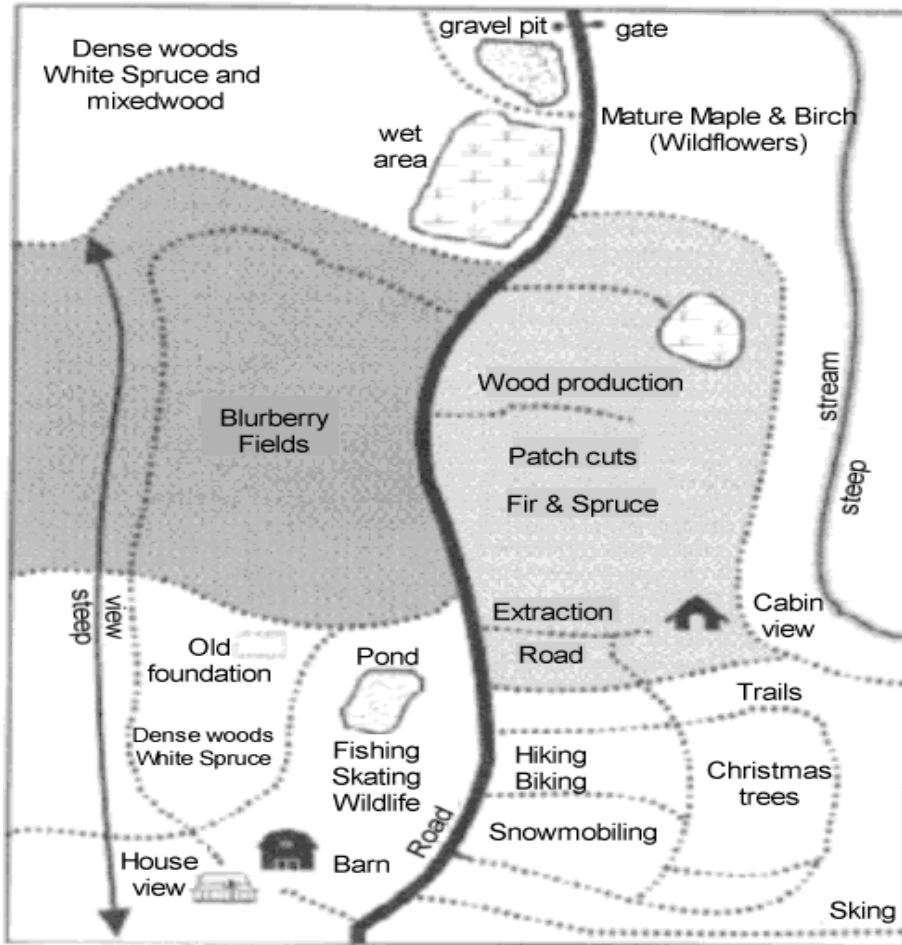 gravel pit
gate
Dense woods
White Spruce and
mixedwood
Mature Maple & Birch
(Wildflowers)
wet
area
stream
steep
Wood production
Blurberry
Fields
Patch cuts
Fir & Spruce
view
steep
Extraction
Road
Cabin
view
Old
foundation
Pond
Trails
Dense woods
White Spruce
Fishing
Skating
Wildlife
Hiking
Biking
Christmas
trees
Road
Snowmobiling
House
view
Barn
Sking